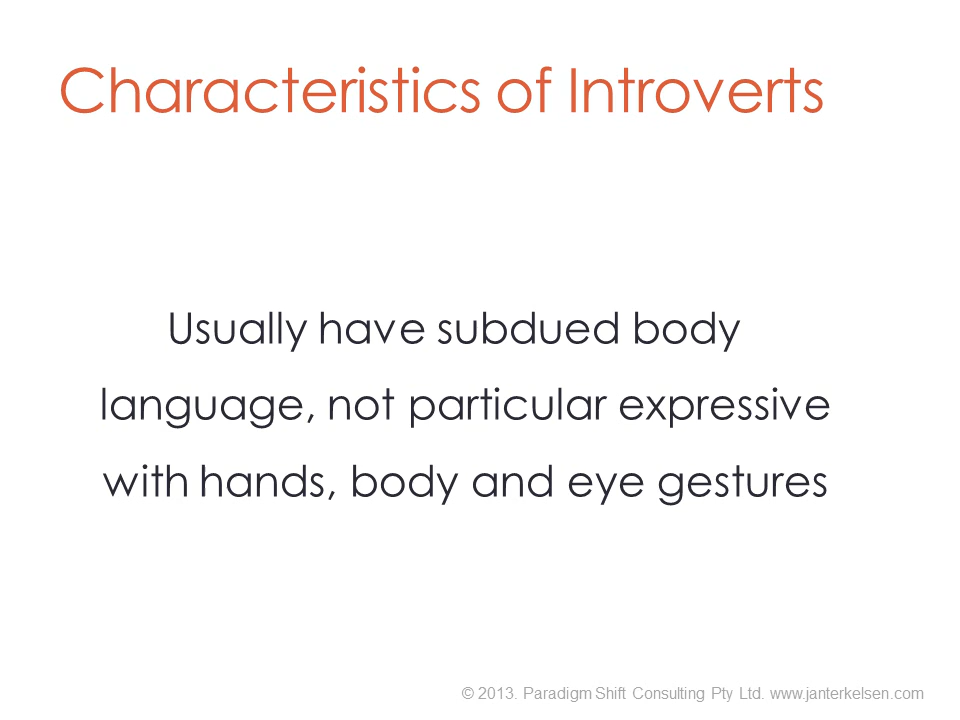 Characteristics of Introverts
Usually have subdued body
language, not particular expressive
with hands, body and eye gestures
© 2013. Paradigm Shift Consulting Pty Ltd. www.janterkelsen.com